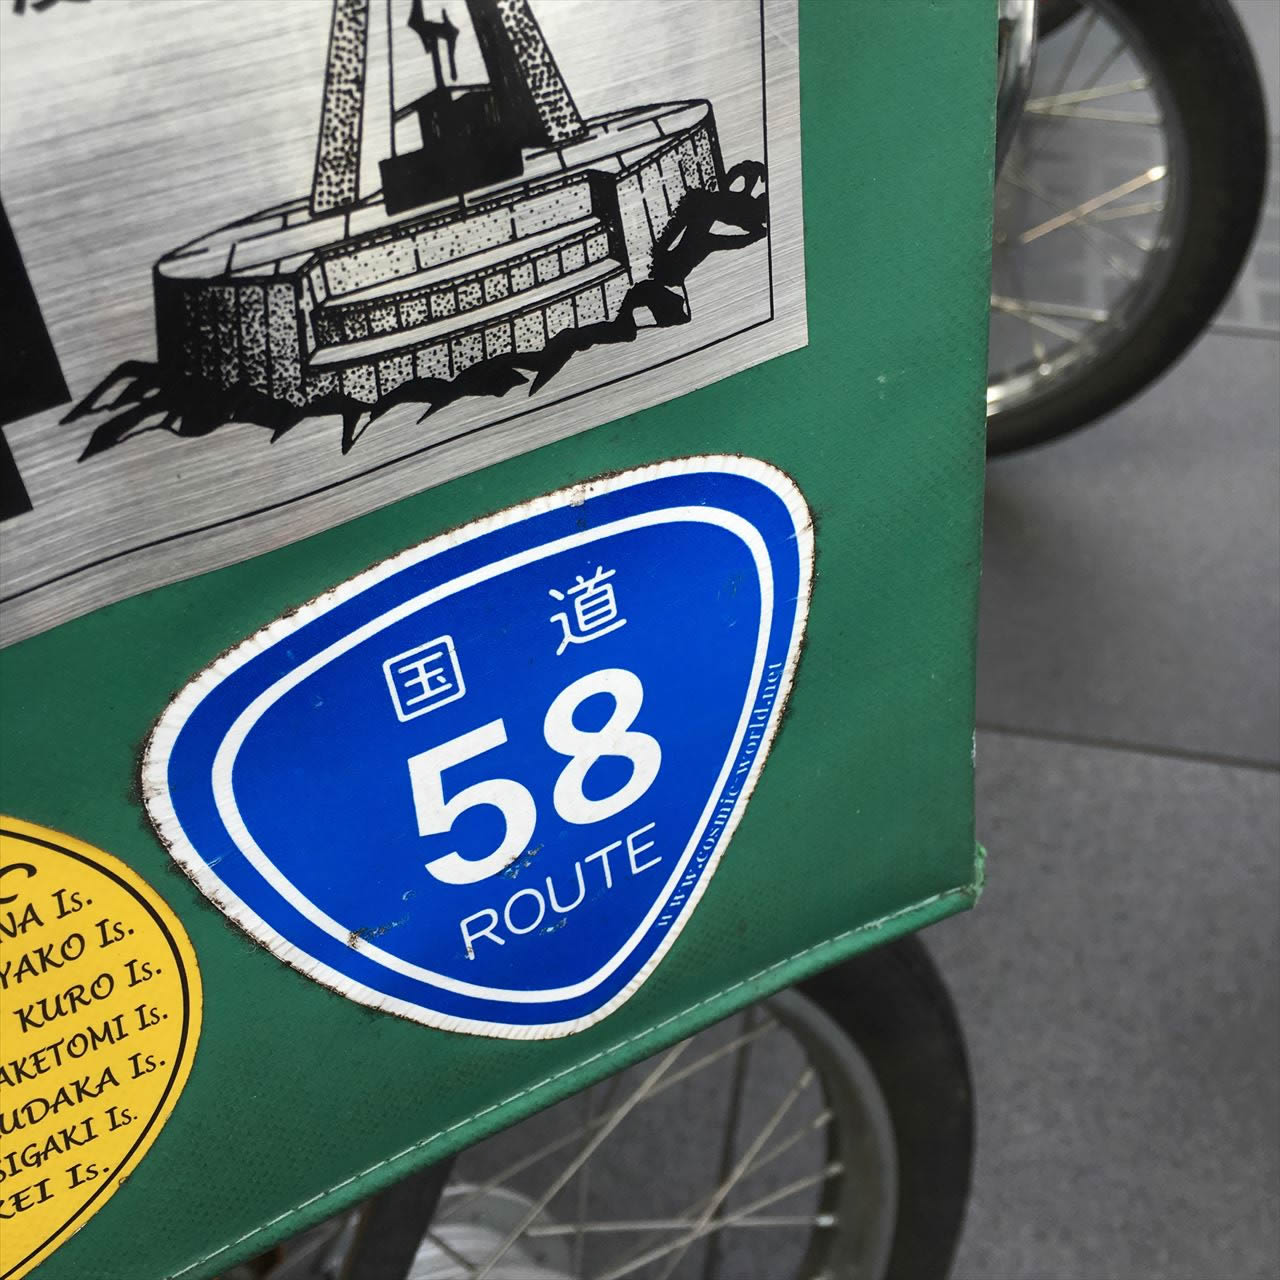 国道
58
ROUTE
www.cosmic-world.net
NA Is.
YAKO Is.
KURO Is.
AKETOMI Is.
UDAKA Is.
SIGAKI Is.
KEI Is.